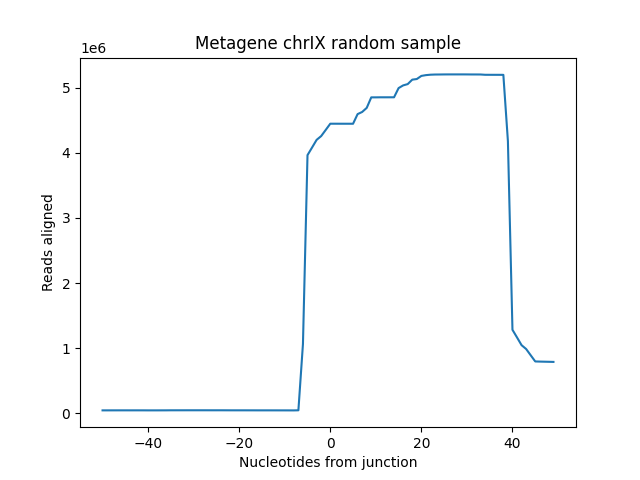 Metagene chrIX random sample
1e6
5
4
3
2
1
0
Reads aligned
−40
−20
0
20
40
Nucleotides from junction